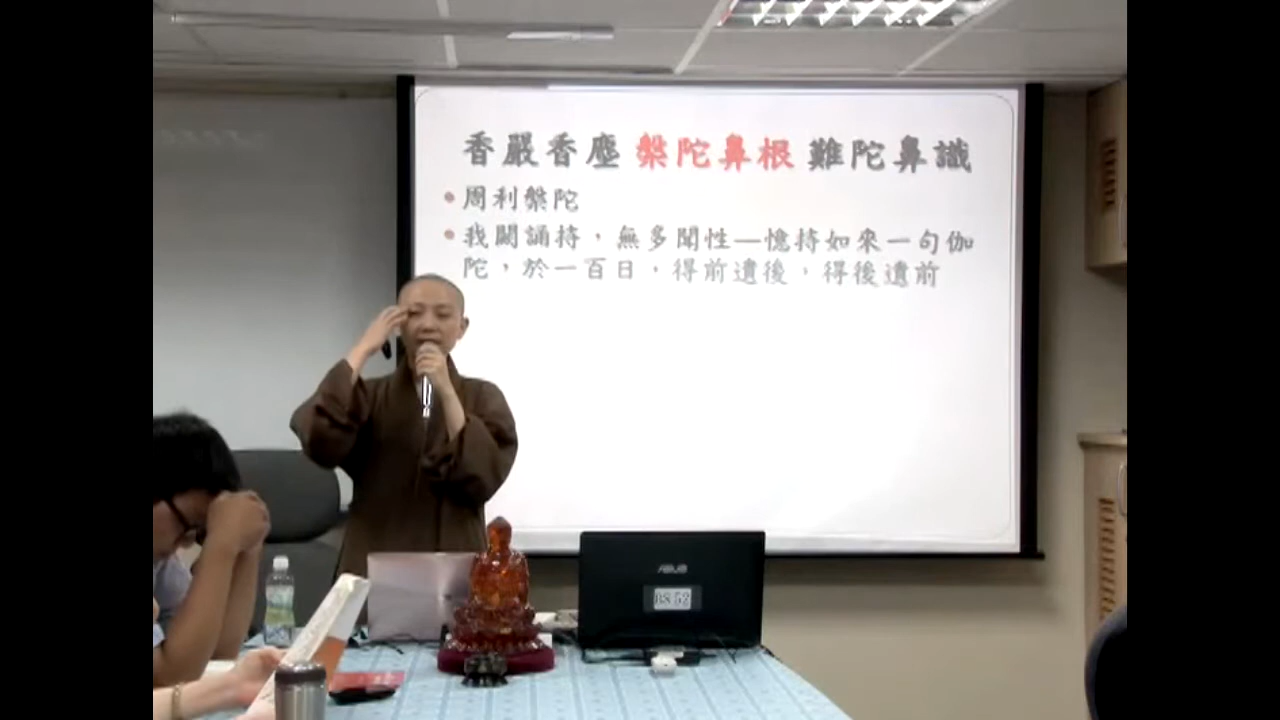 香嚴香塵 槃陀鼻根 難陀鼻識
周利槃陀
我闕誦持，無多聞性—憶持如來一句伽
陀，於一百日，得前遺後，得後遺前
ASUS